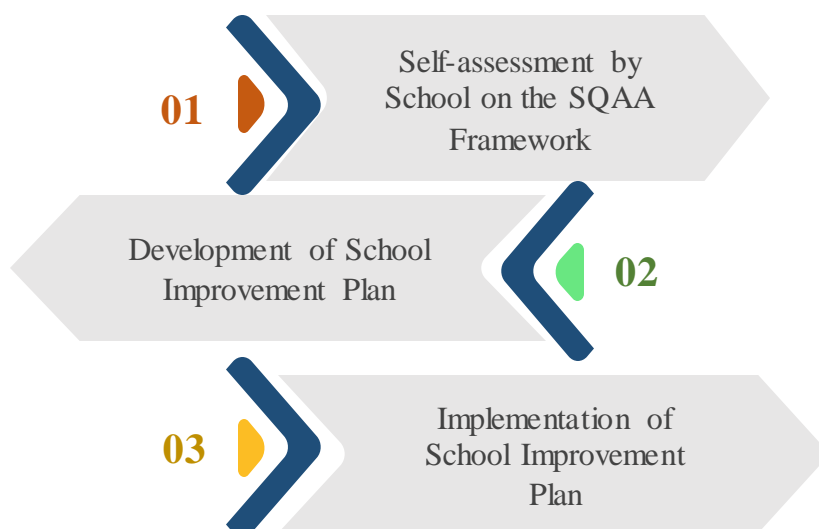 01
Self-assessment by
School on the SQAA
Framework
Development of School
Improvement Plan
02
03
Implementation of
School Improvement
Plan